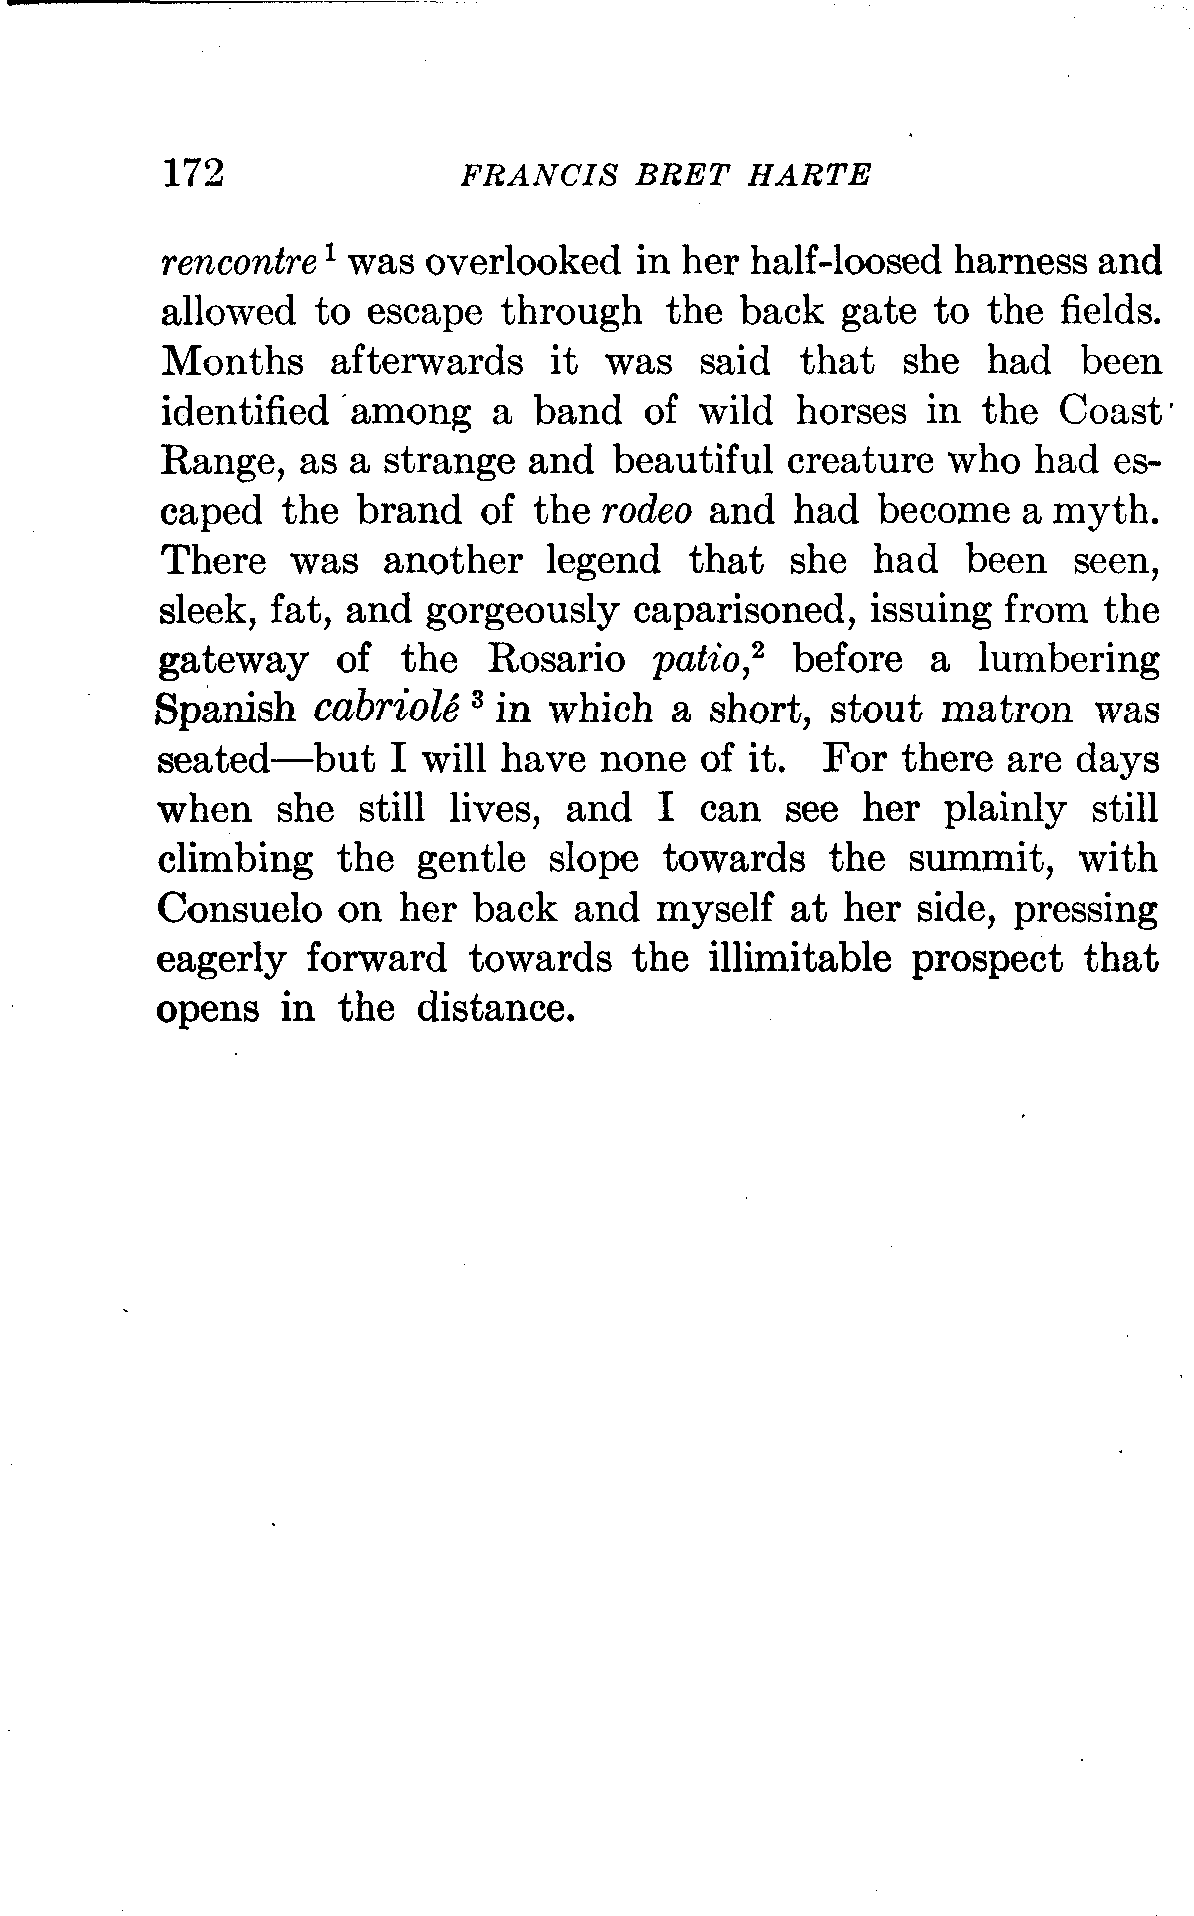 172 FRANCIS BRET HARTE
rencontre¹ was overlooked in her half-loosed harness and
allowed to escape through the back gate to the fields.
Months afterwards it was said that she had been
identified among a band of wild horses in the Coast
Range, as a strange and beautiful creature who had es-
caped the brand of the rodeo and had become a myth.
There was another legend that she had been seen,
sleek, fat, and gorgeously caparisoned, issuing from the
gateway of the Rosario patio,² before a lumbering
Spanish cabriolé ³ in which a short, stout matron was
seated—but I will have none of it. For there are days
when she still lives, and I can see her plainly still
climbing the gentle slope towards the summit, with
Consuelo on her back and myself at her side, pressing
eagerly forward towards the illimitable prospect that
opens in the distance.